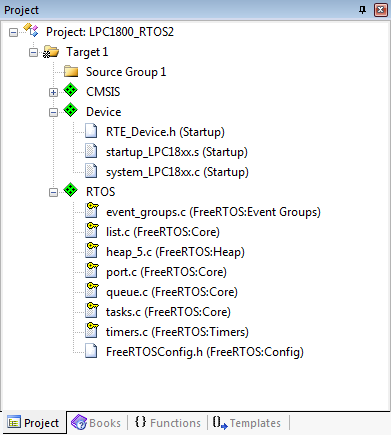 Project
Project: LPC1800_RTOS2
Target 1
Source Group 1
CMSIS
Device
RTE_Device.h (Startup)
startup_LPC18xx.s (Startup)
system_LPC18xx.c (Startup)
RTOS
event_groups.c (FreeRTOS:Event Groups)
list.c (FreeRTOS:Core)
heap_5.c (FreeRTOS:Heap)
port.c (FreeRTOS:Core)
queue.c (FreeRTOS:Core)
tasks.c (FreeRTOS:Core)
timers.c (FreeRTOS:Timers)
FreeRTOSConfig.h (FreeRTOS:Config)
Project Books {} Functions 0 Templates